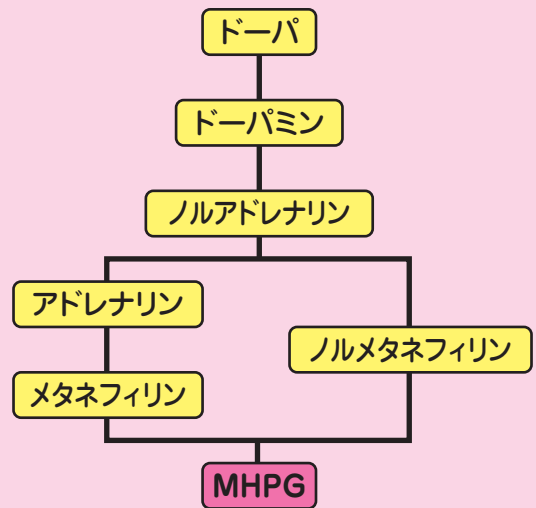 ドーパ
ドーパミン
ノルアドレナリン
アドレナリン
ノルメタネフィリン
メタネフィリン
MHPG